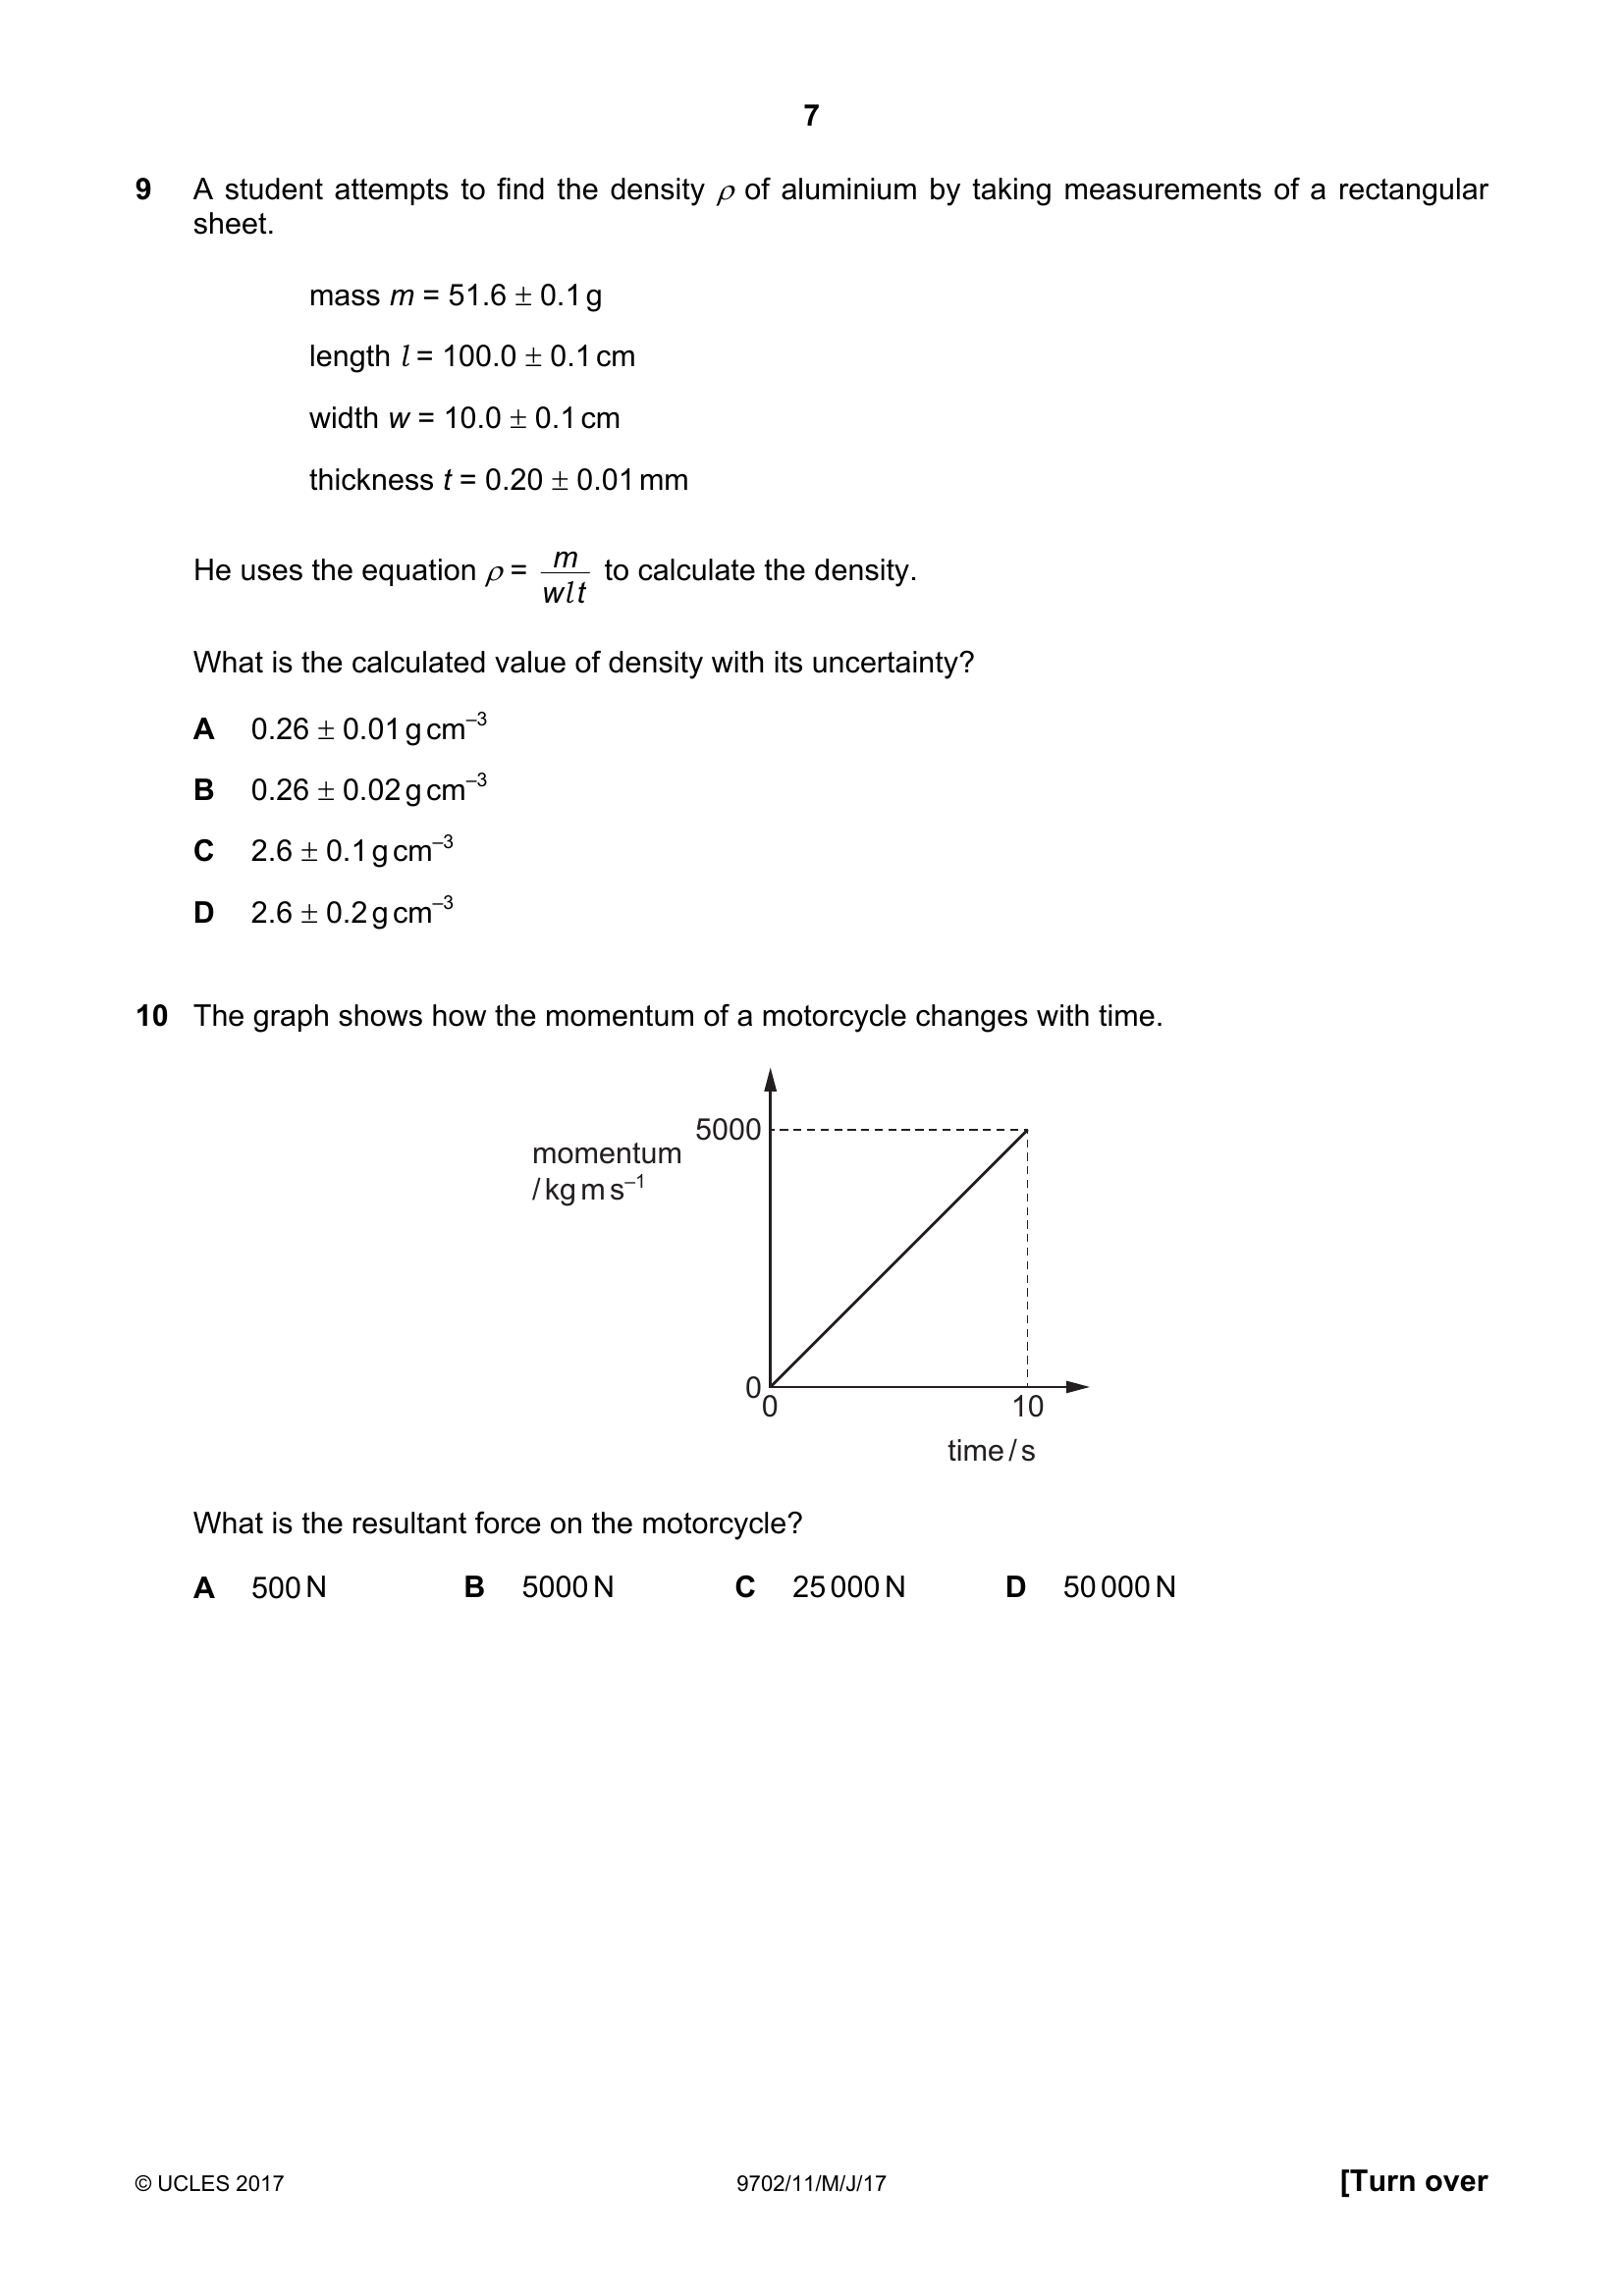 7
9 A student attempts to find the density ρ of aluminium by taking measurements of a rectangular
sheet.
mass m = 51.6 ± 0.1 g
length l = 100.0 ± 0.1 cm
width w = 10.0 ± 0.1 cm
thickness t = 0.20 ± 0.01 mm
He uses the equation ρ = m/wlt to calculate the density.
What is the calculated value of density with its uncertainty?
A 0.26 ± 0.01 g cm⁻³
B 0.26 ± 0.02 g cm⁻³
C 2.6 ± 0.1 g cm⁻³
D 2.6 ± 0.2 g cm⁻³
10 The graph shows how the momentum of a motorcycle changes with time.
5000
momentum
/ kg m s⁻¹
0
0 10
time / s
What is the resultant force on the motorcycle?
A 500 N B 5000 N C 25 000 N D 50 000 N
© UCLES 2017 9702/11/M/J/17 [Turn over